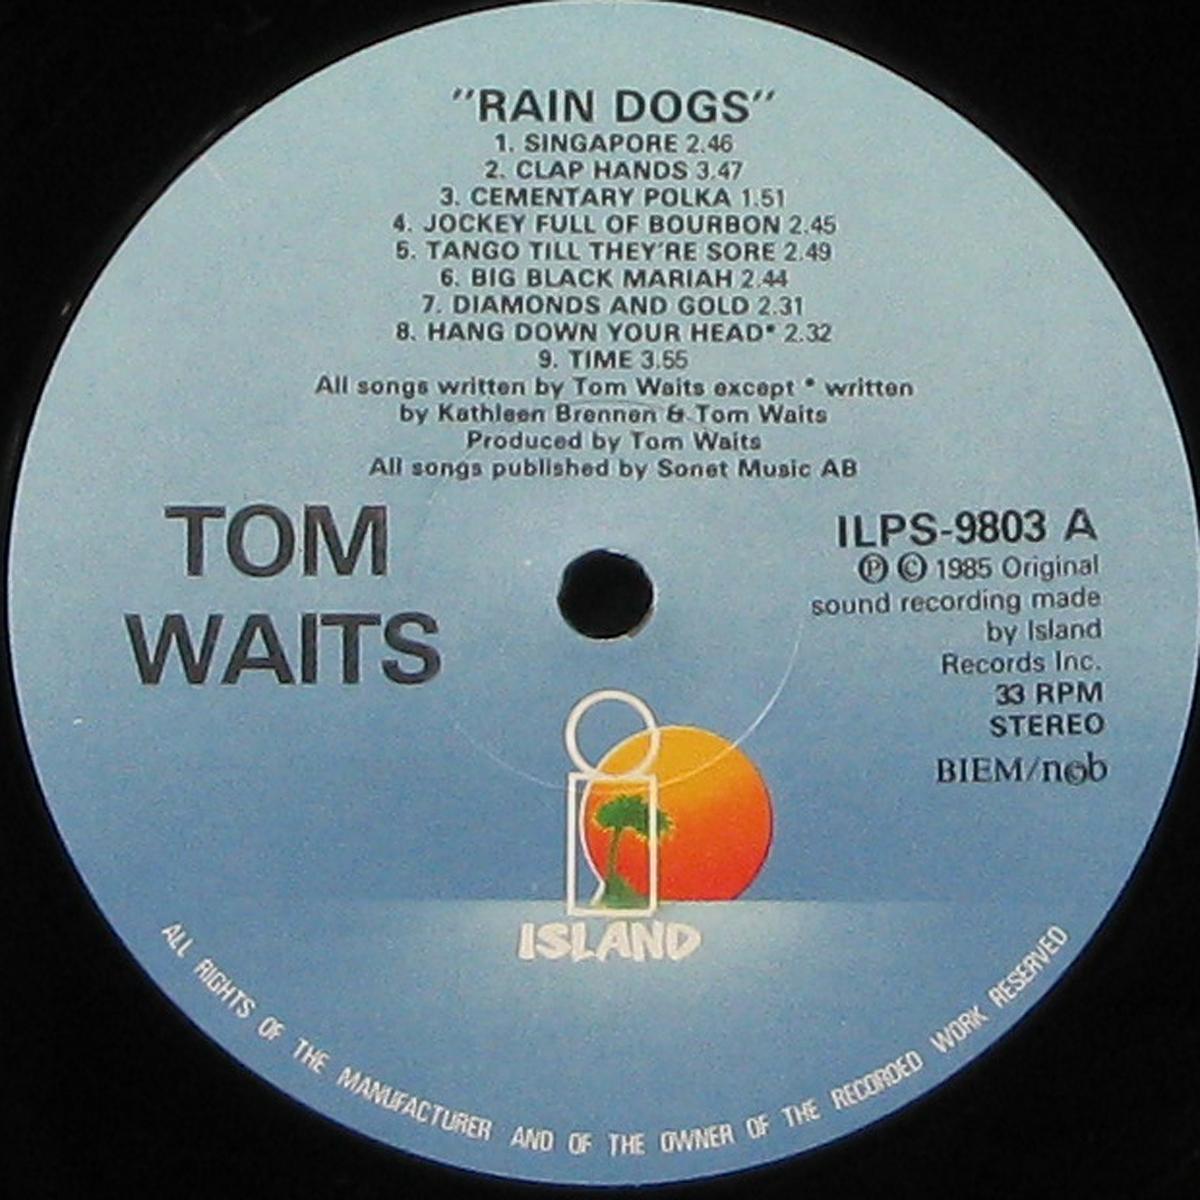 "RAIN DOGS"
1. SINGAPORE 2.46
2. CLAP HANDS 3.47
3. CEMENTARY POLKA 1.51
4. JOCKEY FULL OF BOURBON 2.45
5. TANGO TILL THEY'RE SORE 2.49
6. BIG BLACK MARIAH 2.44
7. DIAMONDS AND GOLD 2.31
8. HANG DOWN YOUR HEAD* 2.32
9. TIME 3.55
All songs written by Tom Waits except * written
by Kathleen Brennen & Tom Waits
Produced by Tom Waits
All songs published by Sonet Music AB
TOM
WAITS
ILPS-9803 A
Ⓟ © 1985 Original
sound recording made
by Island
Records Inc.
33 RPM
STEREO
BIEM/ncb
ISLAND
ALL RIGHTS OF THE MANUFACTURER AND OF THE OWNER OF THE RECORDED WORK RESERVED